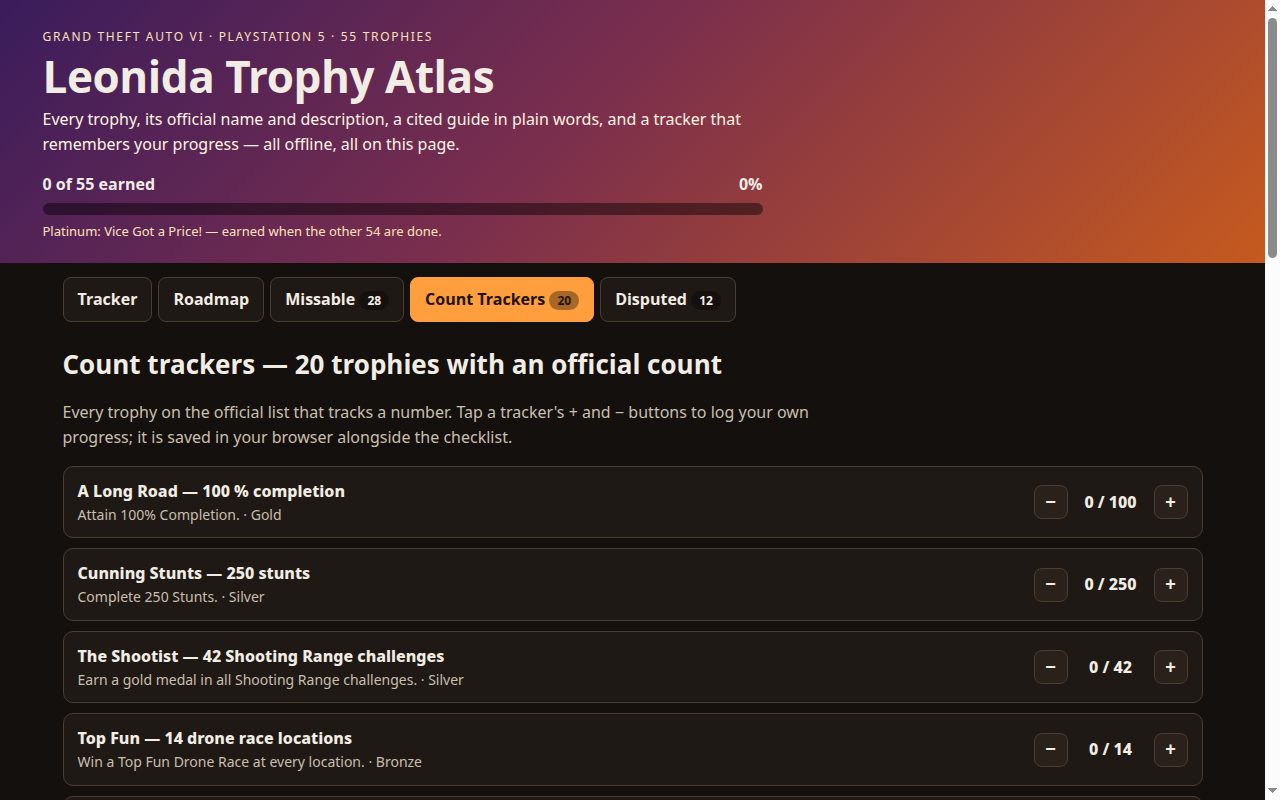 GRAND THEFT AUTO VI · PLAYSTATION 5 · 55 TROPHIES
Leonida Trophy Atlas
Every trophy, its official name and description, a cited guide in plain words, and a tracker that
remembers your progress — all offline, all on this page.
0 of 55 earned 0%
Platinum: Vice Got a Price! — earned when the other 54 are done.
Tracker Roadmap Missable 28 Count Trackers 20 Disputed 12
Count trackers — 20 trophies with an official count
Every trophy on the official list that tracks a number. Tap a tracker's + and − buttons to log your own
progress; it is saved in your browser alongside the checklist.
A Long Road — 100 % completion
Attain 100% Completion. · Gold
− 0 / 100 +
Cunning Stunts — 250 stunts
Complete 250 Stunts. · Silver
− 0 / 250 +
The Shootist — 42 Shooting Range challenges
Earn a gold medal in all Shooting Range challenges. · Silver
− 0 / 42 +
Top Fun — 14 drone race locations
Win a Top Fun Drone Race at every location. · Bronze
− 0 / 14 +